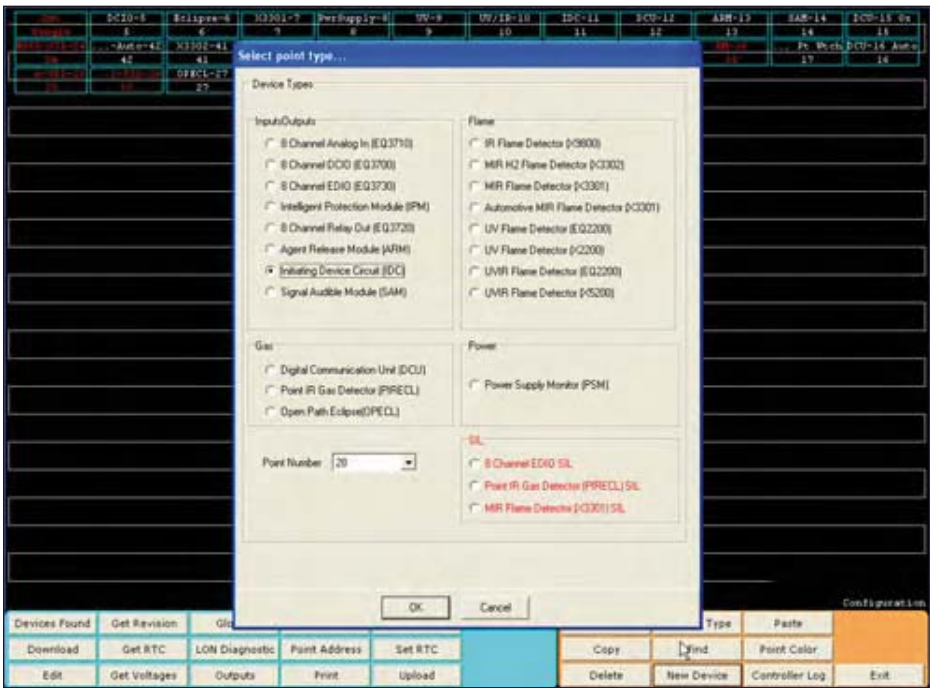 DCIO-5 Eclipse-6 X3301-7 PwrSupply-8 UV-9 UV/IR-10 IDC-11 DCU-12 ARM-13 SAM-14 DCU-15
5 6 7 8 9 10 11 12 13 14 15
-Auto-42 X3302-41 DCU-16 Auto
42 41 17 16
OPECL-27
27
Select point type...
Device Types
InputsOutputs
8 Channel Analog In (EQ3710)
8 Channel DCIO (EQ3700)
8 Channel EDIO (EQ3730)
Intelligent Protection Module (IPM)
8 Channel Relay Out (EQ3720)
Agent Release Module (ARM)
Initiating Device Circuit (IDC)
Signal Audible Module (SAM)
Flame
IR Flame Detector (X9800)
MIR H2 Flame Detector (X3302)
MIR Flame Detector (X3301)
Automotive MIR Flame Detector (X3301)
UV Flame Detector (EQ2200)
UV Flame Detector (X2200)
UVIR Flame Detector (EQ2200)
UVIR Flame Detector (X5200)
Gas
Digital Communication Unit (DCU)
Point IR Gas Detector (PIRECL)
Open Path Eclipse(OPECL)
Power
Power Supply Monitor (PSM)
Point Number 20
SIL
8 Channel EDIO SIL
Point IR Gas Detector (PIRECL) SIL
MIR Flame Detector (X3301) SIL
OK Cancel
Configuration
Devices Found Get Revision Glo Type Paste
Download Get RTC LON Diagnostic Point Address Set RTC Copy Find Point Color
Edit Get Voltages Outputs Print Upload Delete New Device Controller Log Exit